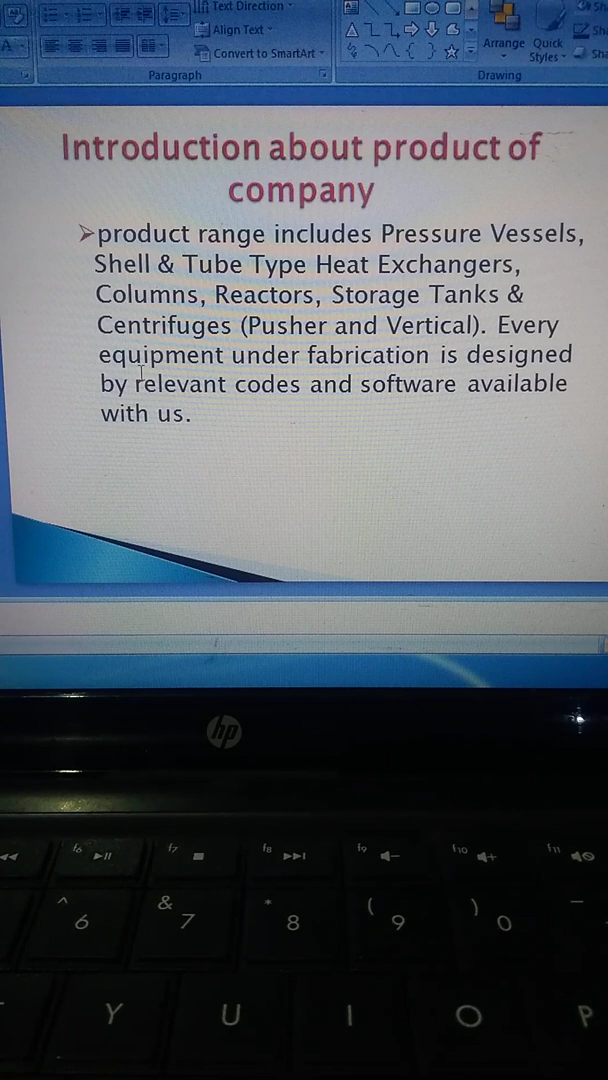 Text Direction
A
Align Text
Convert to SmartArt
Arrange
Quick
Styles
Sha
Paragraph
Drawing
Introduction about product of
company
➢product range includes Pressure Vessels,
Shell & Tube Type Heat Exchangers,
Columns, Reactors, Storage Tanks &
Centrifuges (Pusher and Vertical). Every
equipment under fabrication is designed
by relevant codes and software available
with us.
hp
f6 f7 f8 f9 f10 f11
^ & * ( ) _
6 7 8 9 0
Y U I O P